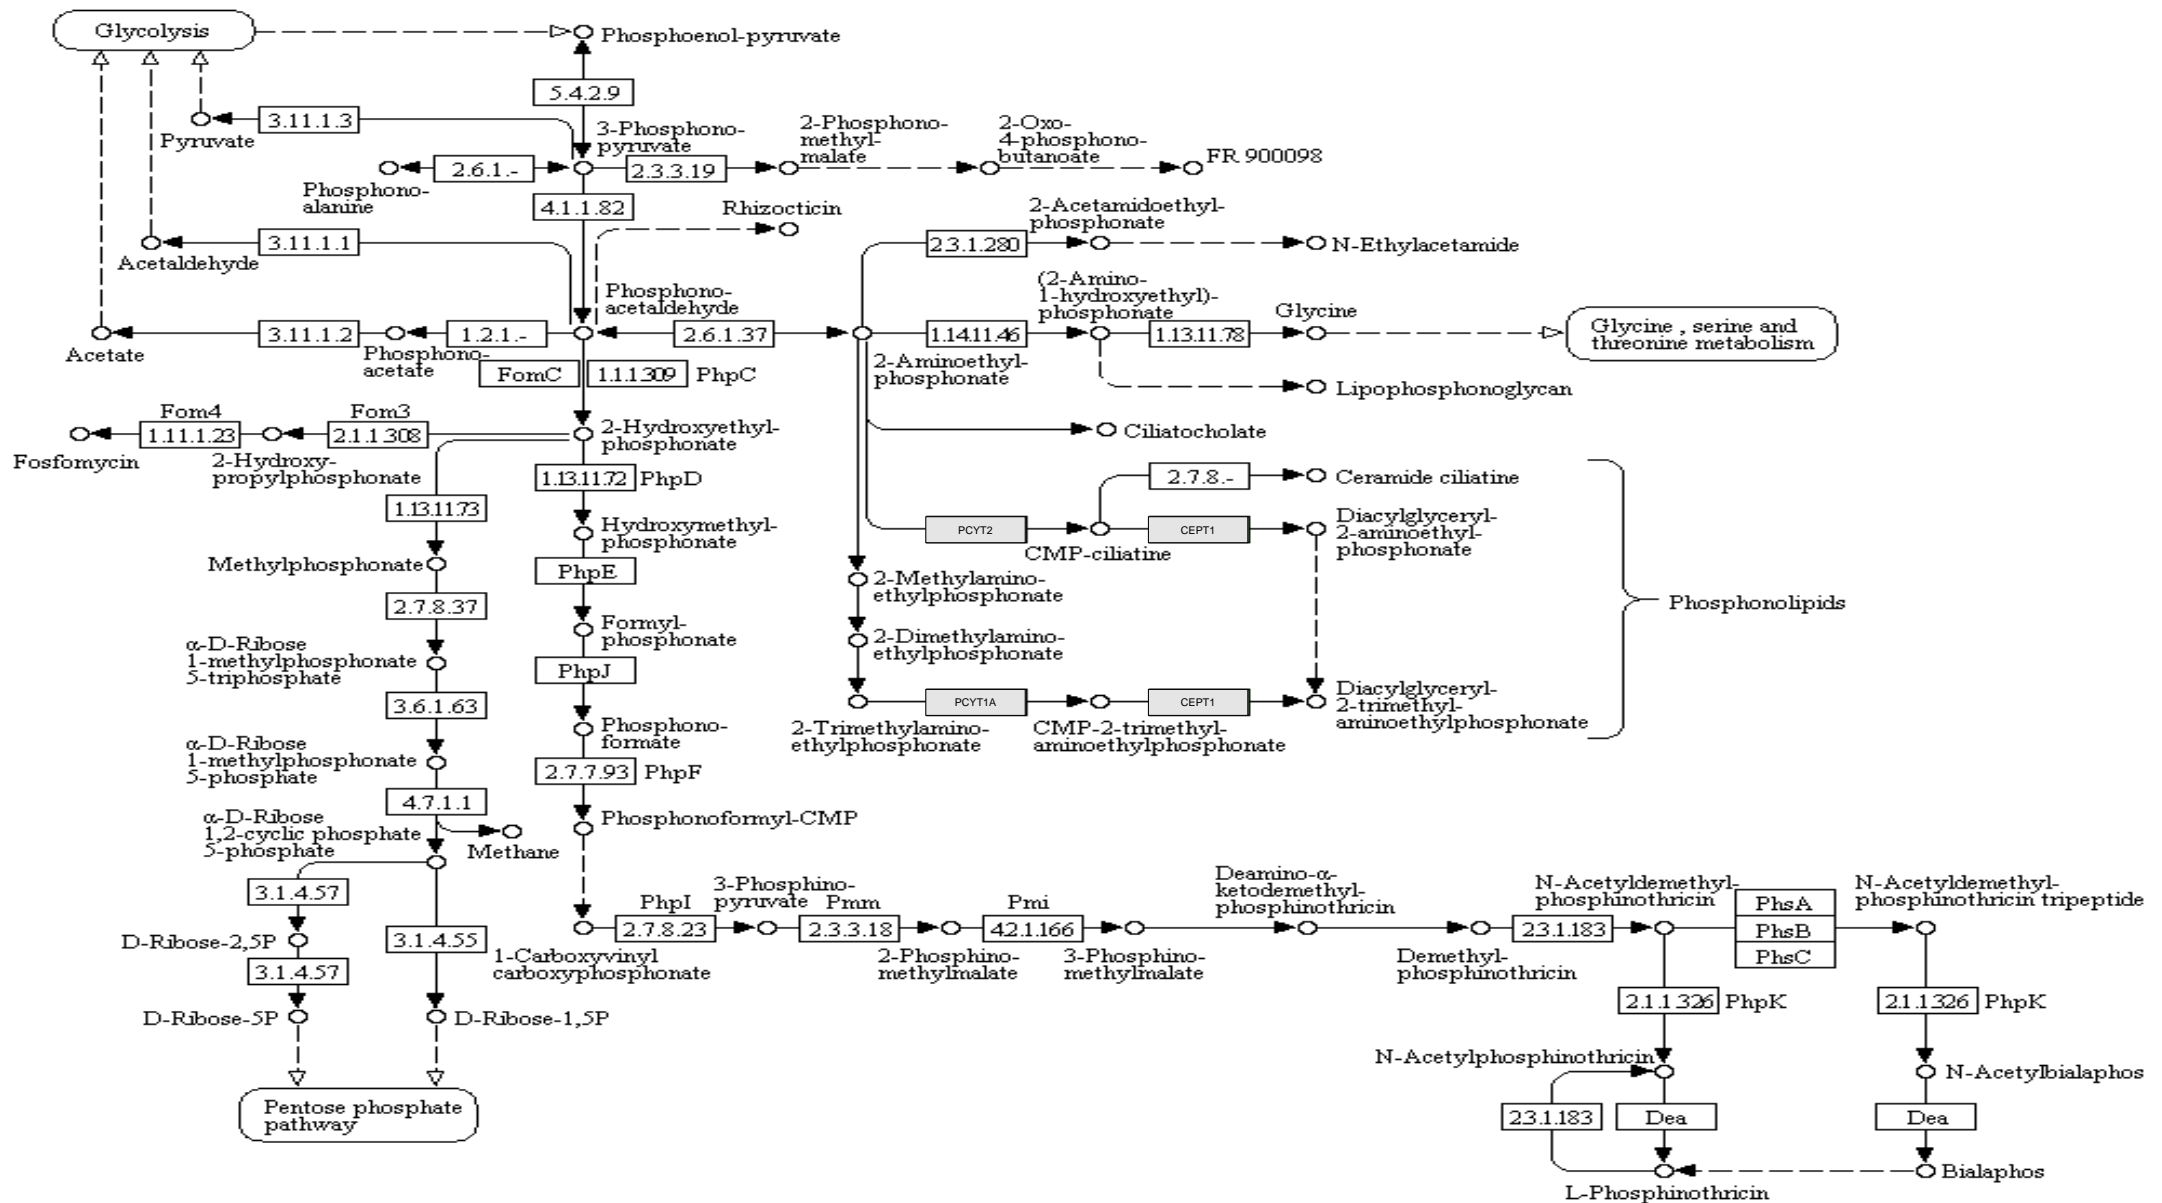 Glycolysis
Phosphoenol-pyruvate
5.4.2.9
3.11.1.3
Pyruvate
3-Phosphono-
pyruvate
2-Phosphono-
methyl-
malate
2-Oxo-
4-phosphono-
butanoate
FR 900098
2.6.1.-
2.3.3.19
Phosphono-
alanine
4.1.1.82
Rhizocticin
3.11.1.1
Acetaldehyde
2-Acetamidoethyl-
phosphonate
2.3.1.280
N-Ethylacetamide
Phosphono-
acetaldehyde
(2-Amino-
1-hydroxyethyl)-
phosphonate
Glycine
3.11.1.2
1.2.1.-
2.6.1.37
1.14.11.46
1.13.11.78
Glycine , serine and
threonine metabolism
Acetate
Phosphono-
acetate
FomC
1.1.1.309
PhpC
2-Aminoethyl-
phosphonate
Lipophosphonoglycan
Fom4
Fom3
1.11.1.23
2.1.1.308
2-Hydroxyethyl-
phosphonate
Ciliatocholate
Fosfomycin
2-Hydroxy-
propylphosphonate
1.13.11.72
PhpD
2.7.8.-
Ceramide ciliatine
1.13.11.73
Hydroxymethyl-
phosphonate
PCYT2
CEPT1
CMP-ciliatine
Diacylglyceryl-
2-aminoethyl-
phosphonate
Methylphosphonate
PhpE
2-Methylamino-
ethylphosphonate
2.7.8.37
Formyl-
phosphonate
2-Dimethylamino-
ethylphosphonate
Phosphonolipids
α-D-Ribose
1-methylphosphonate
5-triphosphate
PhpJ
3.6.1.63
Phosphono-
formate
PCYT1A
CEPT1
2-Trimethylamino-
ethylphosphonate
CMP-2-trimethyl-
aminoethylphosphonate
Diacylglyceryl-
2-trimethyl-
aminoethylphosphonate
α-D-Ribose
1-methylphosphonate
5-phosphate
2.7.7.93
PhpF
4.7.1.1
Phosphonoformyl-CMP
α-D-Ribose
1,2-cyclic phosphate
5-phosphate
Methane
3.1.4.57
D-Ribose-2,5P
3.1.4.55
3.1.4.57
D-Ribose-5P
D-Ribose-1,5P
Pentose phosphate
pathway
PhpI
2.7.8.23
1-Carboxyvinyl
carboxyphosphonate
3-Phosphino-
pyruvate
Pmm
2.3.3.18
2-Phosphino-
methylmalate
Pmi
4.2.1.166
3-Phosphino-
methylmalate
Deamino-α-
ketodemethyl-
phosphinothricin
Demethyl-
phosphinothricin
N-Acetyldemethyl-
phosphinothricin
2.3.1.183
PhsA
PhsB
PhsC
N-Acetyldemethyl-
phosphinothricin tripeptide
2.1.1.326
PhpK
2.1.1.326
PhpK
N-Acetylphosphinothricin
N-Acetylbialaphos
2.3.1.183
Dea
Dea
L-Phosphinothricin
Bialaphos